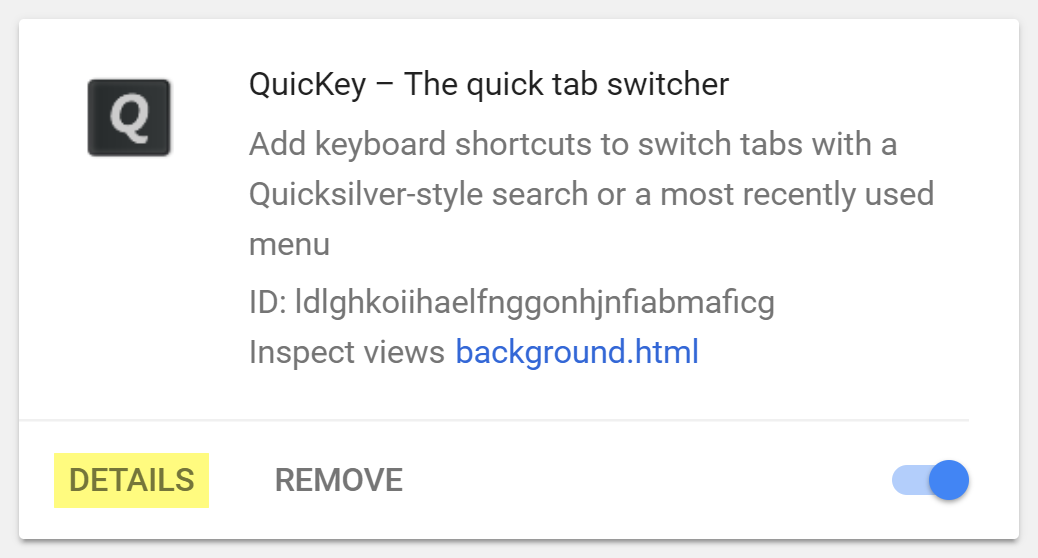 Q
QuicKey – The quick tab switcher
Add keyboard shortcuts to switch tabs with a
Quicksilver-style search or a most recently used
menu
ID: ldlghkoiihaelfnggonhjnfiabmaficg
Inspect views background.html
DETAILS REMOVE